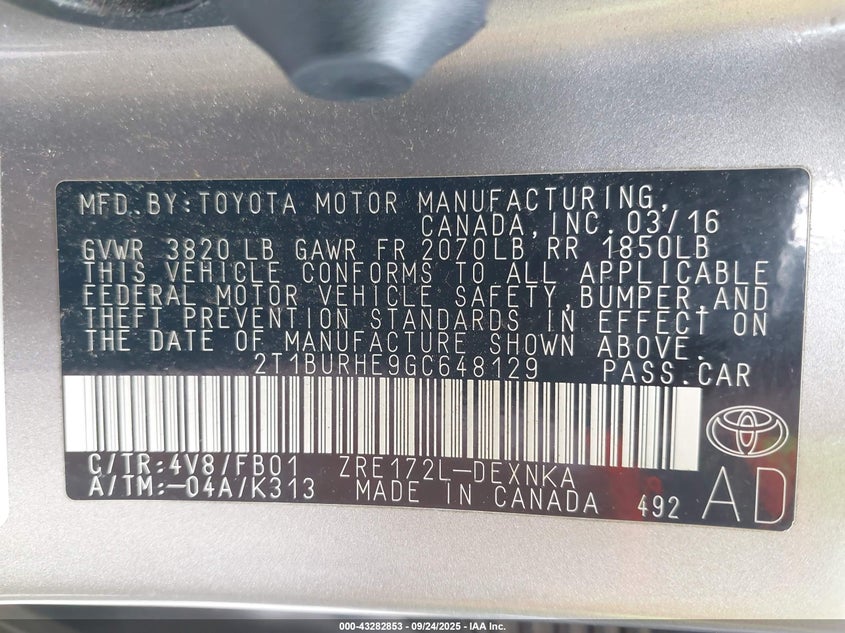 MFD.BY:TOYOTA MOTOR MANUFACTURING,
CANADA,INC. 03/16
GVWR 3820 LB GAWR FR 2070LB RR 1850LB
THIS VEHICLE CONFORMS TO ALL APPLICABLE
FEDERAL MOTOR VEHICLE SAFETY, BUMPER, AND
THEFT PREVENTION STANDARDS IN EFFECT ON
THE DATE OF MANUFACTURE SHOWN ABOVE.
2T1BURHE9GC648129 PASS.CAR
C/TR:4V8/FB01 ZRE172L-DEXNKA
A/TM:-04A/K313 MADE IN CANADA 492 AD
000-43282853 - 09/24/2025 - IAA Inc.